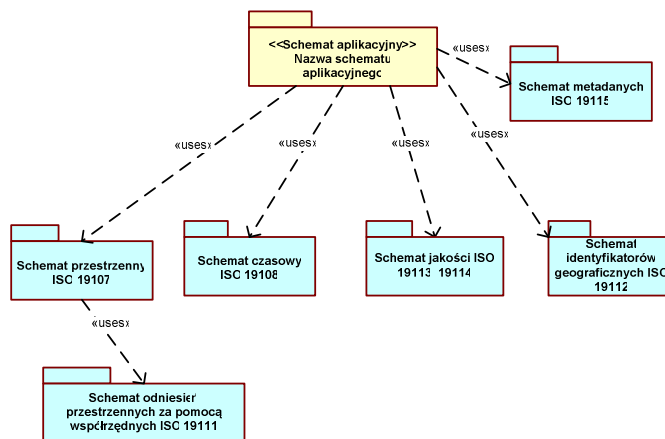 <<Schemat aplikacyjny>>
Nazwa schematu
aplikacyjnego
«uses»
Schemat metadanych
ISO 19115
«uses»
«uses»
«uses»
«uses»
Schemat przestrzenny
ISO 19107
Schemat czasowy
ISO 19108
Schemat jakości ISO
19113 19114
Schemat
identyfikatorów
geograficznych ISO
19112
«uses»
Schemat odniesień
przestrzennych za pomocą
współrzędnych ISO 19111